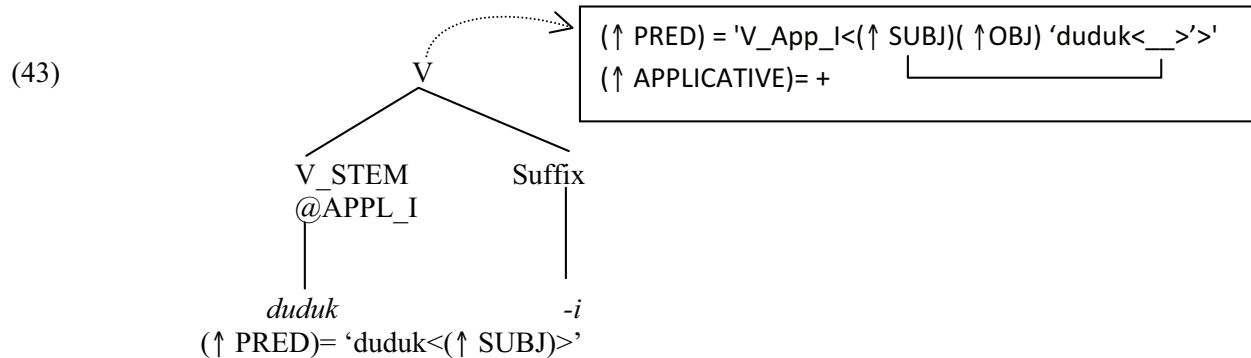 (↑ PRED) = 'V_App_I<(↑ SUBJ)( ↑OBJ) ‘duduk<__>’>'
(↑ APPLICATIVE)= +
(43)
V
V_STEM Suffix
@APPL_I
duduk -i
(↑ PRED)= ‘duduk<(↑ SUBJ)>’